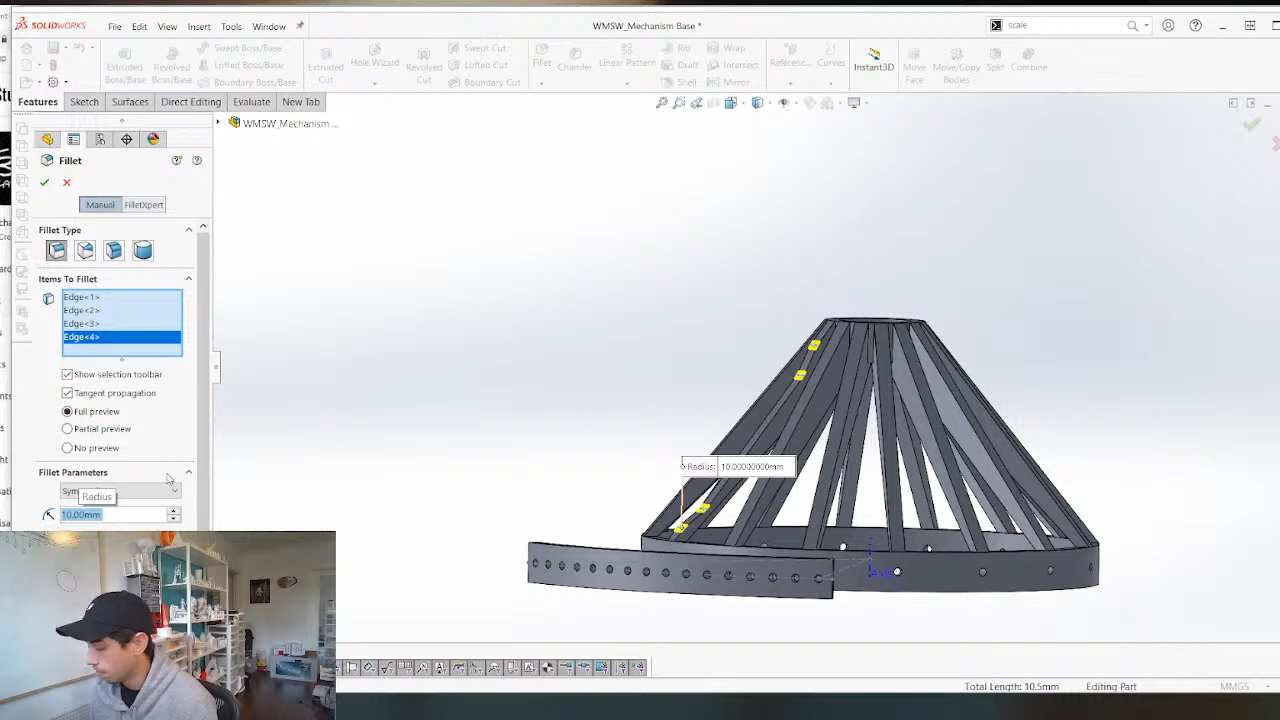 SOLIDWORKS File Edit View Insert Tools Window WMSW_Mechanism Base * scale
Extruded Boss/Base
Revolved Boss/Base
Swept Boss/Base
Lofted Boss/Base
Boundary Boss/Base
Extruded Cut
Hole Wizard
Revolved Cut
Swept Cut
Lofted Cut
Boundary Cut
Fillet
Chamfer
Linear Pattern
Rib
Draft
Shell
Wrap
Intersect
Mirror
Referenc...
Curves
Instant3D
Move Face
Move/Copy Bodies
Split
Combine
Features Sketch Surfaces Direct Editing Evaluate New Tab
WMSW_Mechanism ...
Fillet
Manual FilletXpert
Fillet Type
Items To Fillet
Edge<1>
Edge<2>
Edge<3>
Edge<4>
Show selection toolbar
Tangent propagation
Full preview
Partial preview
No preview
Fillet Parameters
Sym
Radius
10.00mm
Radius: 10.00000000mm
Total Length: 10.5mm Editing Part MMGS